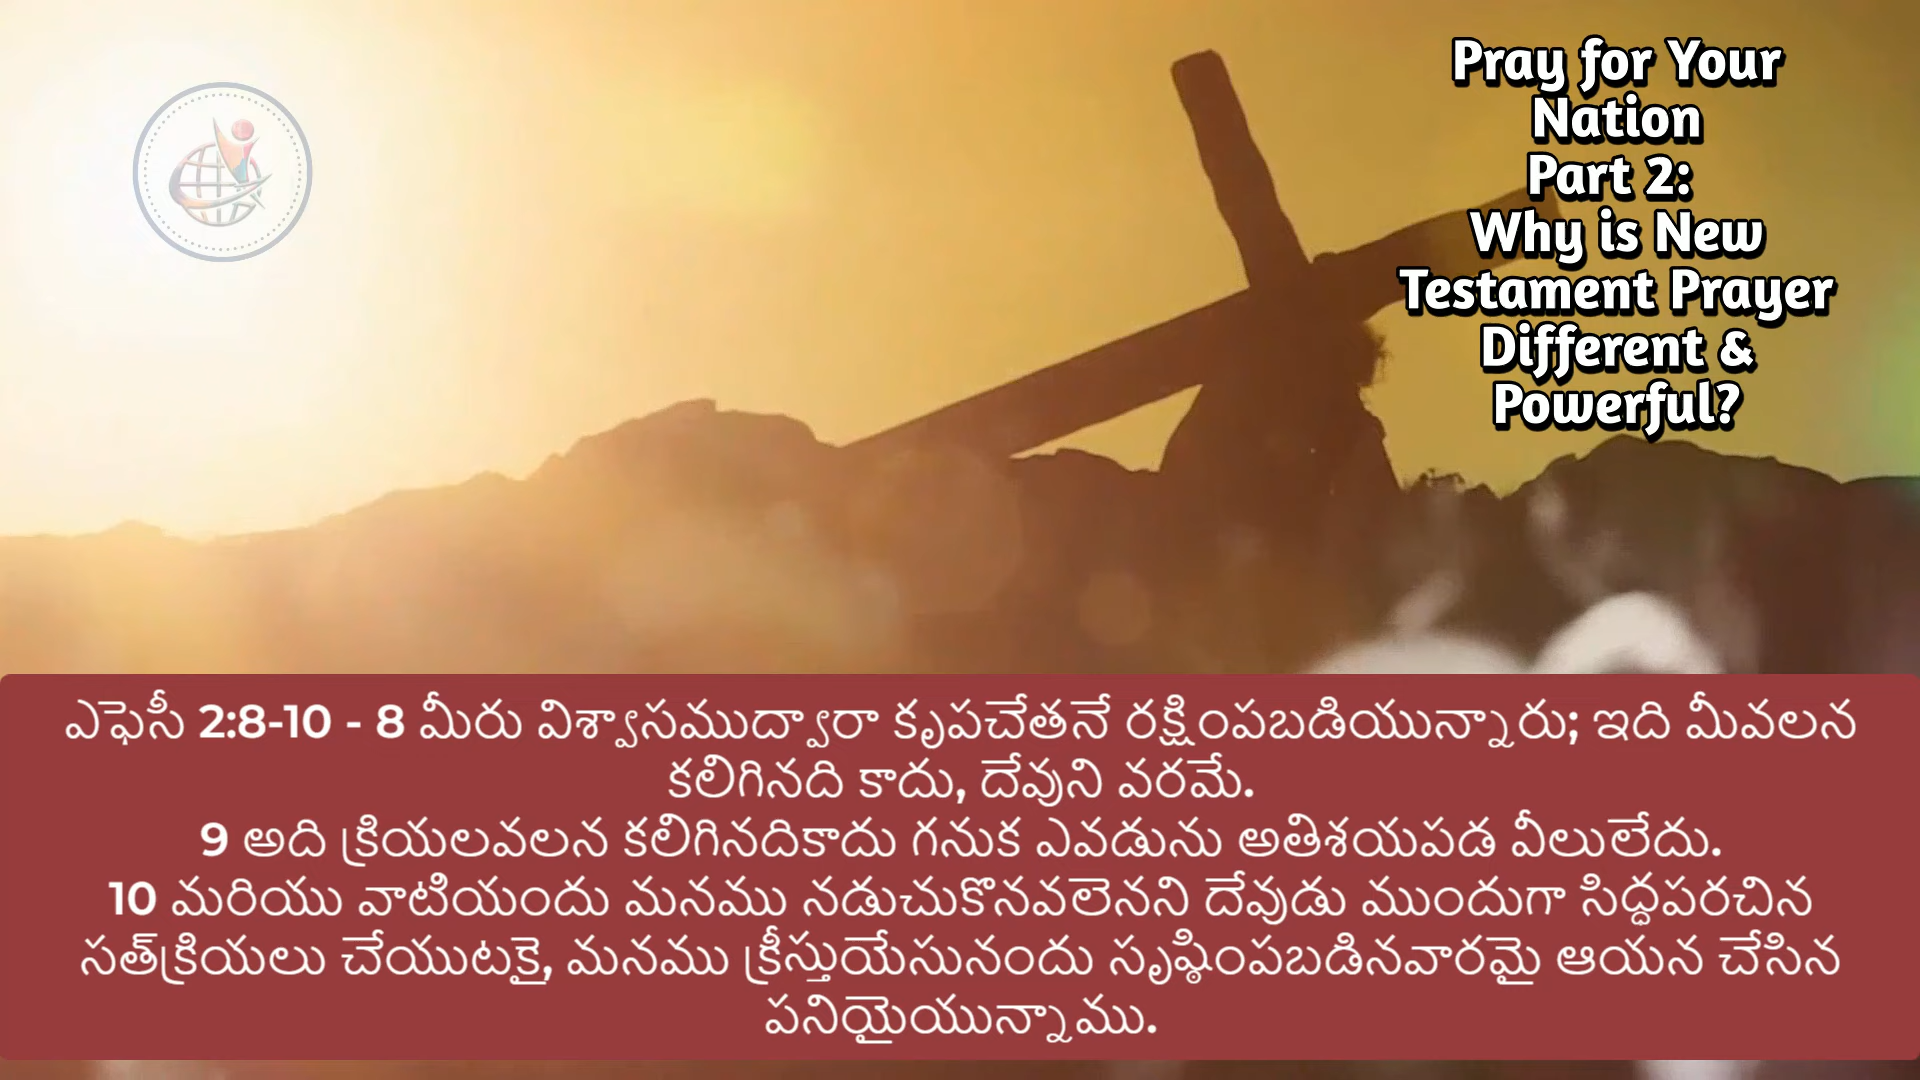 Pray for Your
Nation
Part 2:
Why is New
Testament Prayer
Different &
Powerful?
ఎఫెసీ 2:8-10 - 8 మీరు విశ్వాసముద్వారా కృపచేతనే రక్షింపబడియున్నారు; ఇది మీవలన
కలిగినది కాదు, దేవుని వరమే.
9 అది క్రియలవలన కలిగినదికాదు గనుక ఎవడును అతిశయపడ వీలులేదు.
10 మరియు వాటియందు మనము నడుచుకొనవలెనని దేవుడు ముందుగా సిద్ధపరచిన
సత్‌క్రియలు చేయుటకై, మనము క్రీస్తుయేసునందు సృష్ఠింపబడినవారమై ఆయన చేసిన
పనియైయున్నాము.